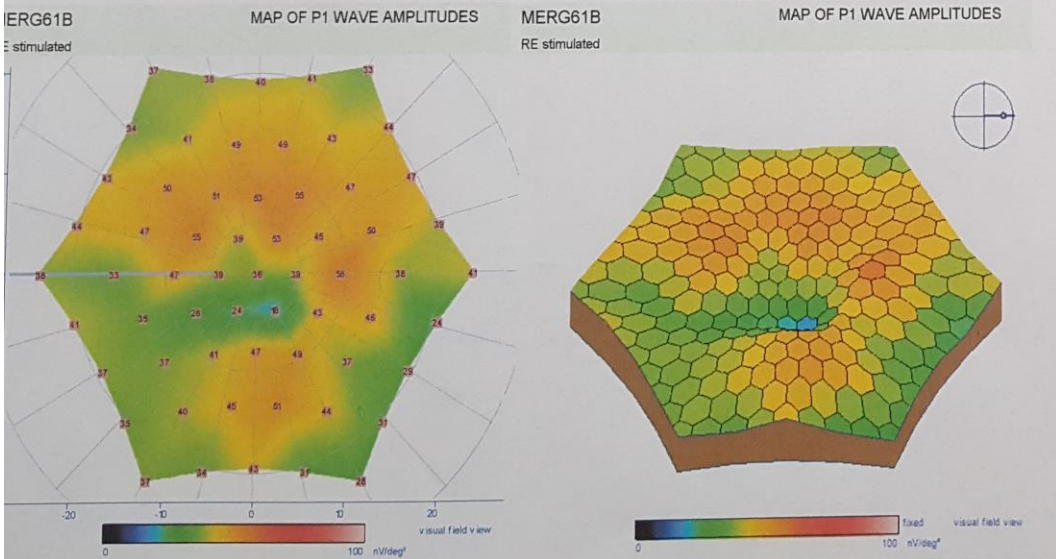 MERG61B
MAP OF P1 WAVE AMPLITUDES
E stimulated
37 38 40 41 33
34 41 49 49 43 44
43 50 51 53 55 47 47
44 47 55 39 53 45 50 39
38 33 47 39 36 39 56 38 41
41 35 26 24 18 43 46 24
37 37 41 47 49 37 29
35 40 45 51 44 31
37 34 43 31 28
-20 -10 0 10 20
visual field view
0 100 nV/deg²
MERG61B
MAP OF P1 WAVE AMPLITUDES
RE stimulated
fixed visual field view
0 100 nV/deg²